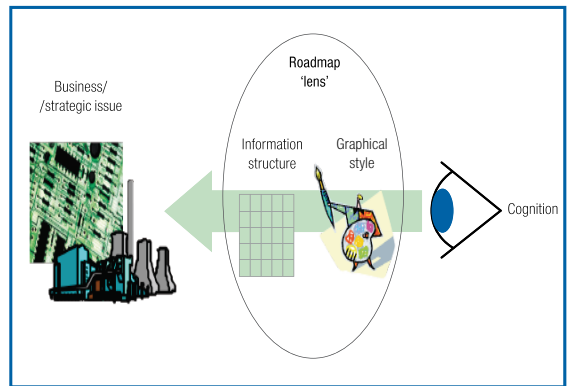 Roadmap
'lens'
Business/
/strategic issue
Information
structure
Graphical
style
Cognition